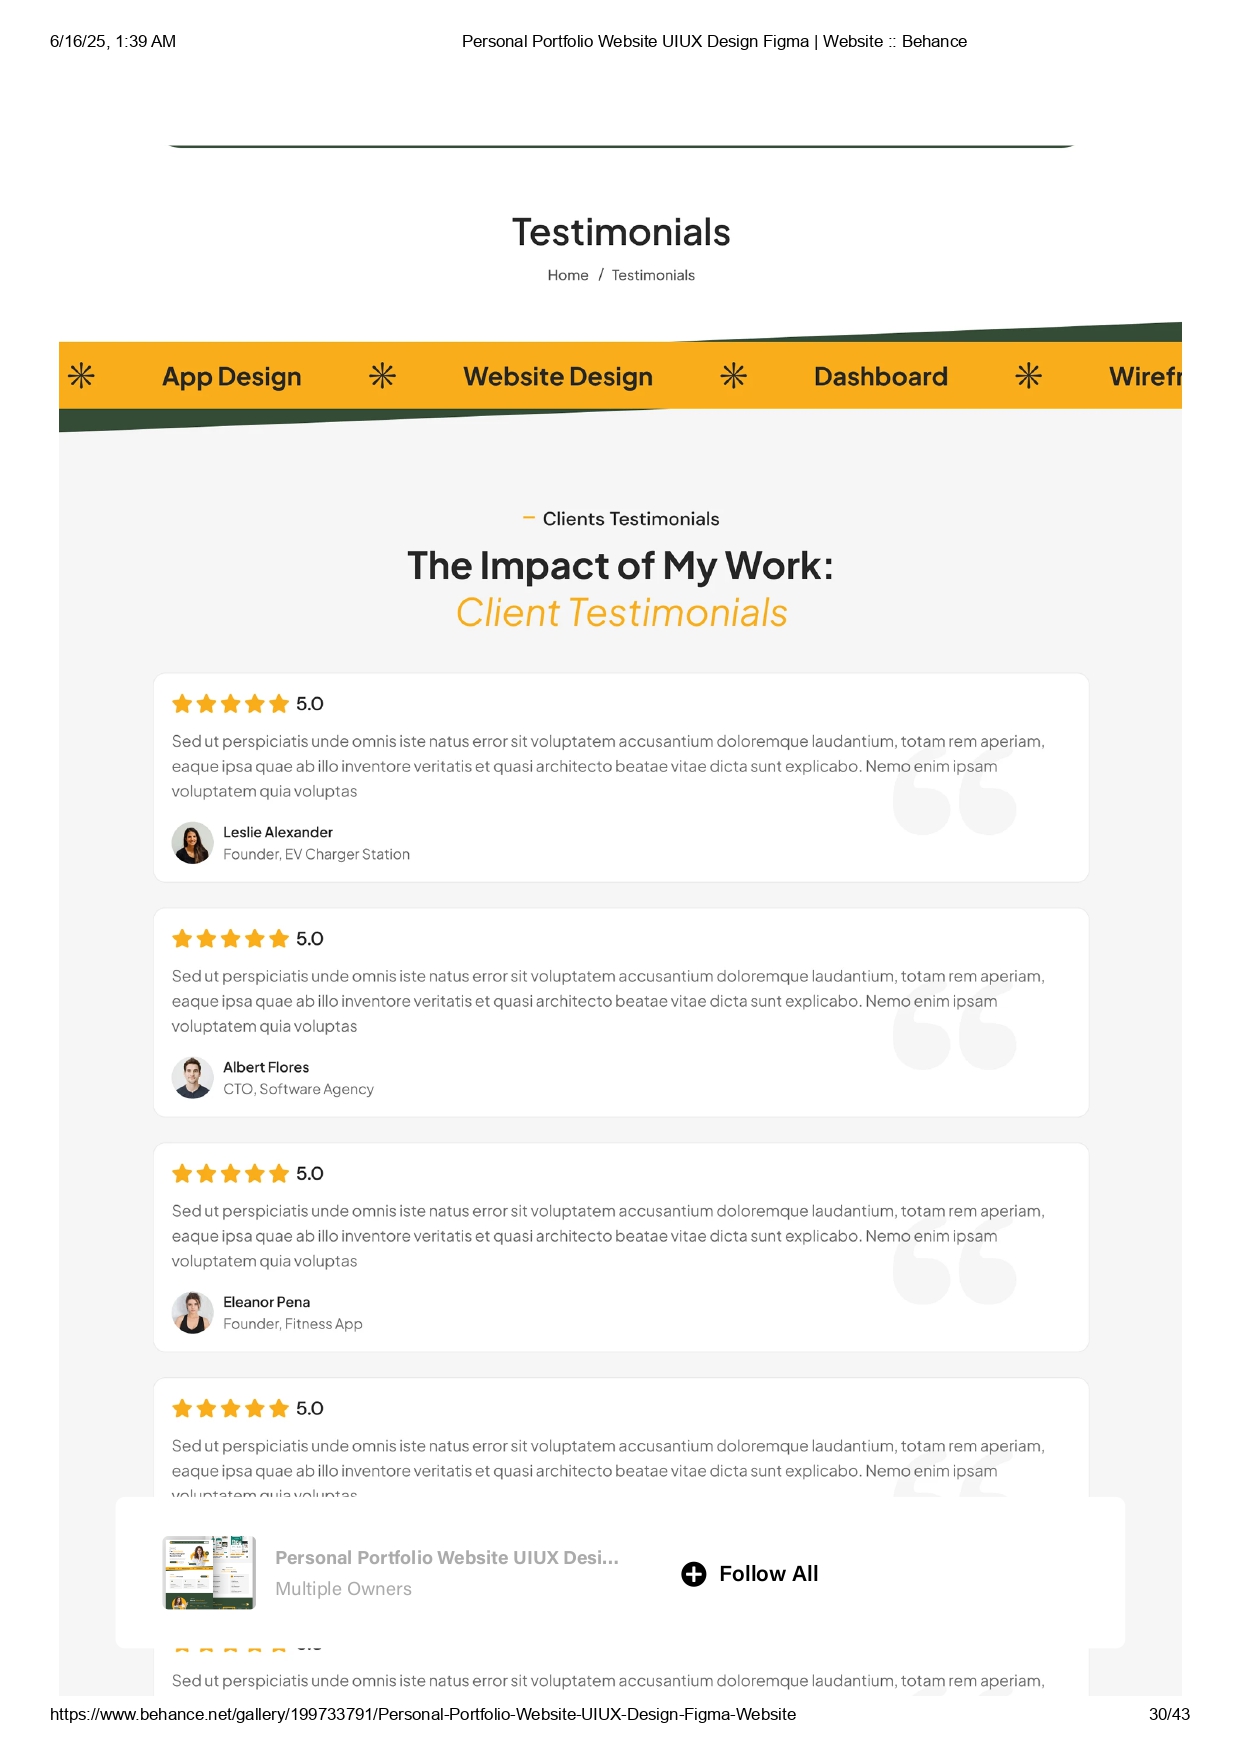 6/16/25, 1:39 AM
Personal Portfolio Website UIUX Design Figma | Website :: Behance
Testimonials
Home / Testimonials
App Design
Website Design
Dashboard
Wirefr
– Clients Testimonials
The Impact of My Work:
Client Testimonials
5.0
Sed ut perspiciatis unde omnis iste natus error sit voluptatem accusantium doloremque laudantium, totam rem aperiam,
eaque ipsa quae ab illo inventore veritatis et quasi architecto beatae vitae dicta sunt explicabo. Nemo enim ipsam
voluptatem quia voluptas
Leslie Alexander
Founder, EV Charger Station
5.0
Sed ut perspiciatis unde omnis iste natus error sit voluptatem accusantium doloremque laudantium, totam rem aperiam,
eaque ipsa quae ab illo inventore veritatis et quasi architecto beatae vitae dicta sunt explicabo. Nemo enim ipsam
voluptatem quia voluptas
Albert Flores
CTO, Software Agency
5.0
Sed ut perspiciatis unde omnis iste natus error sit voluptatem accusantium doloremque laudantium, totam rem aperiam,
eaque ipsa quae ab illo inventore veritatis et quasi architecto beatae vitae dicta sunt explicabo. Nemo enim ipsam
voluptatem quia voluptas
Eleanor Pena
Founder, Fitness App
5.0
Sed ut perspiciatis unde omnis iste natus error sit voluptatem accusantium doloremque laudantium, totam rem aperiam,
eaque ipsa quae ab illo inventore veritatis et quasi architecto beatae vitae dicta sunt explicabo. Nemo enim ipsam
voluptatem quia voluptas
Personal Portfolio Website UIUX Desi...
Multiple Owners
Follow All
Sed ut perspiciatis unde omnis iste natus error sit voluptatem accusantium doloremque laudantium, totam rem aperiam,
https://www.behance.net/gallery/199733791/Personal-Portfolio-Website-UIUX-Design-Figma-Website
30/43